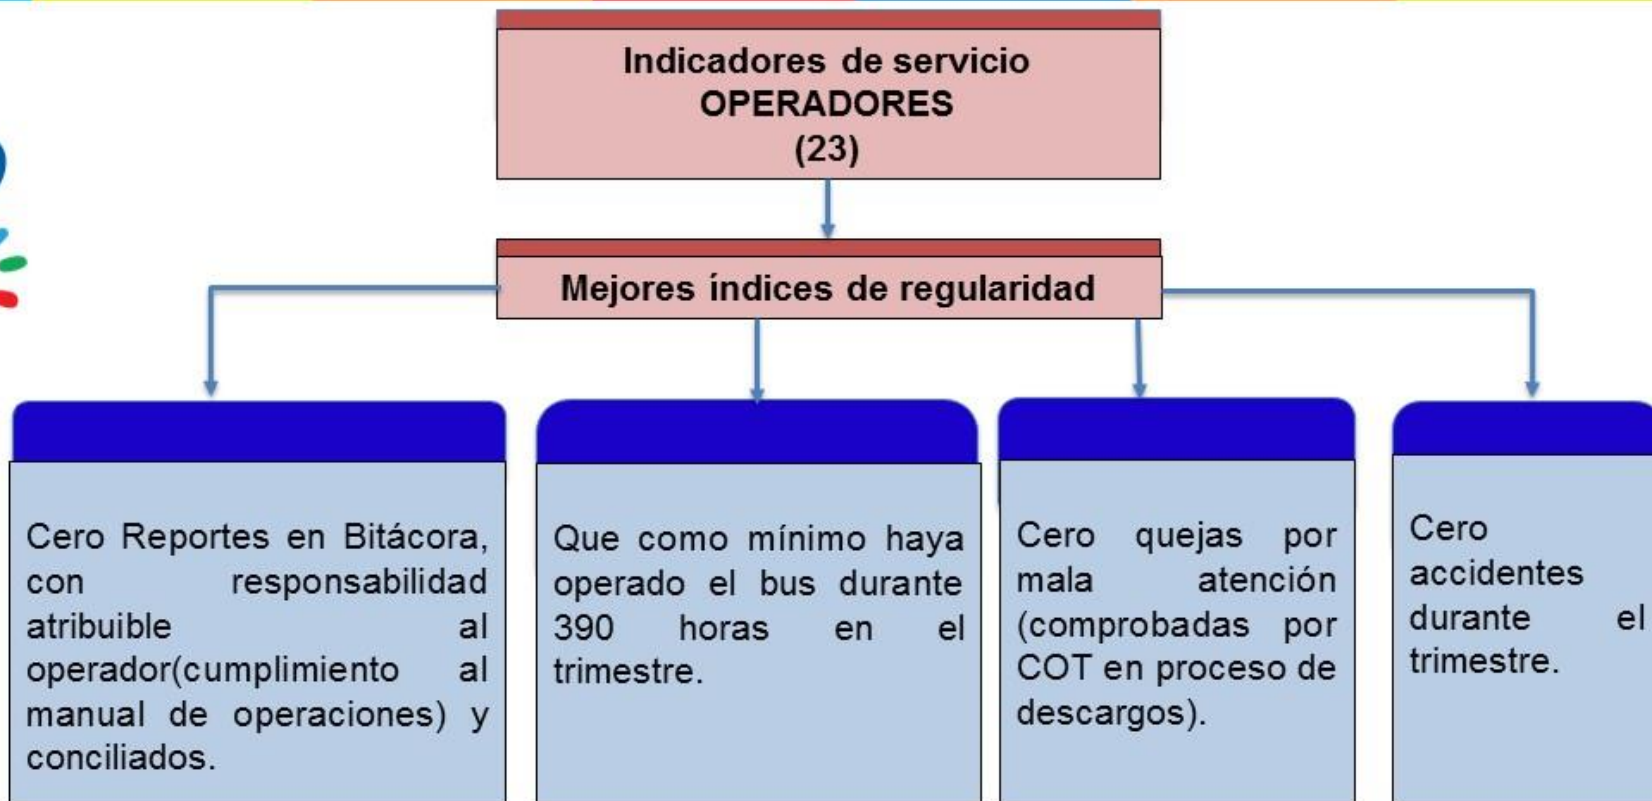 Indicadores de servicio
OPERADORES
(23)
Mejores índices de regularidad
Cero Reportes en Bitácora,
con responsabilidad
atribuible al
operador(cumplimiento al
manual de operaciones) y
conciliados.
Que como mínimo haya
operado el bus durante
390 horas en el
trimestre.
Cero quejas por
mala atención
(comprobadas por
COT en proceso de
descargos).
Cero
accidentes
durante el
trimestre.